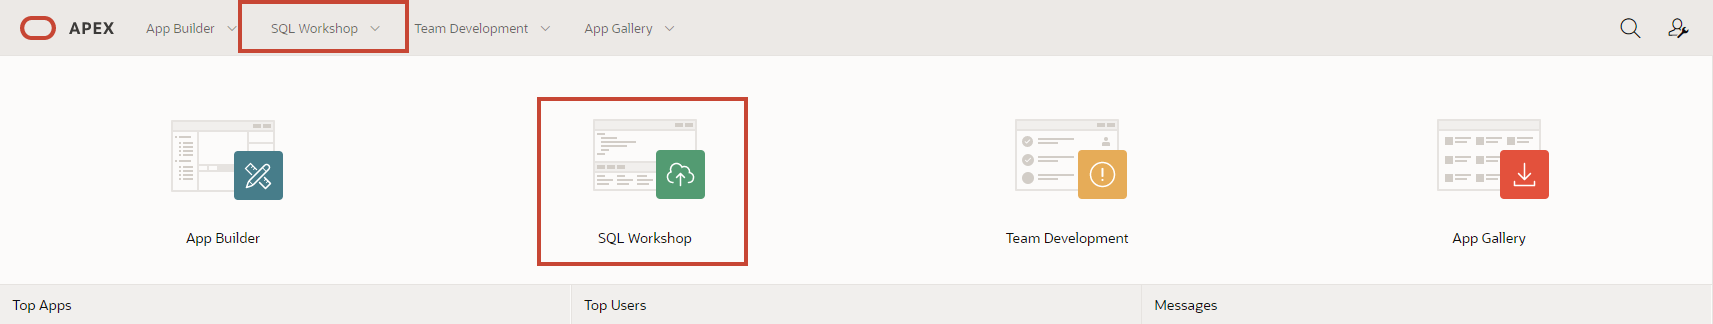 APEX App Builder SQL Workshop Team Development App Gallery
App Builder SQL Workshop Team Development App Gallery
Top Apps Top Users Messages